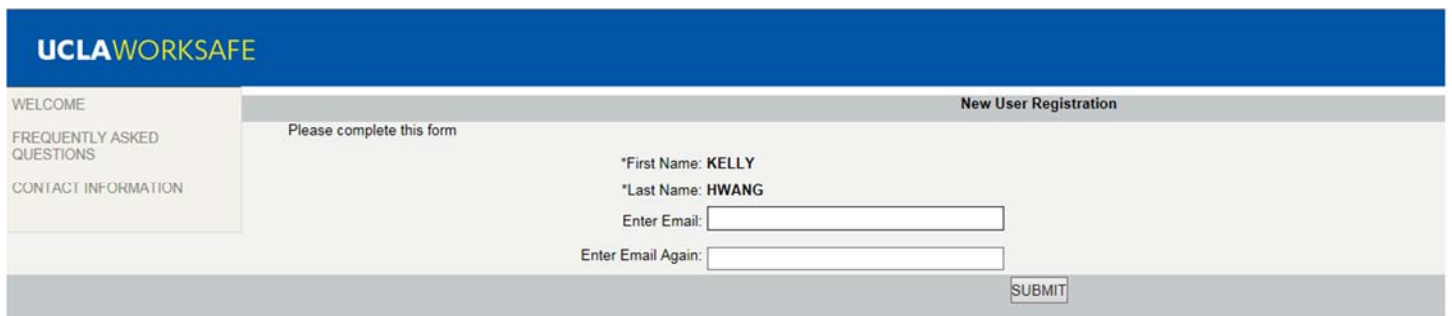 UCLAWORKSAFE
WELCOME
FREQUENTLY ASKED
QUESTIONS
CONTACT INFORMATION
New User Registration
Please complete this form
*First Name: KELLY
*Last Name: HWANG
Enter Email:
Enter Email Again:
SUBMIT